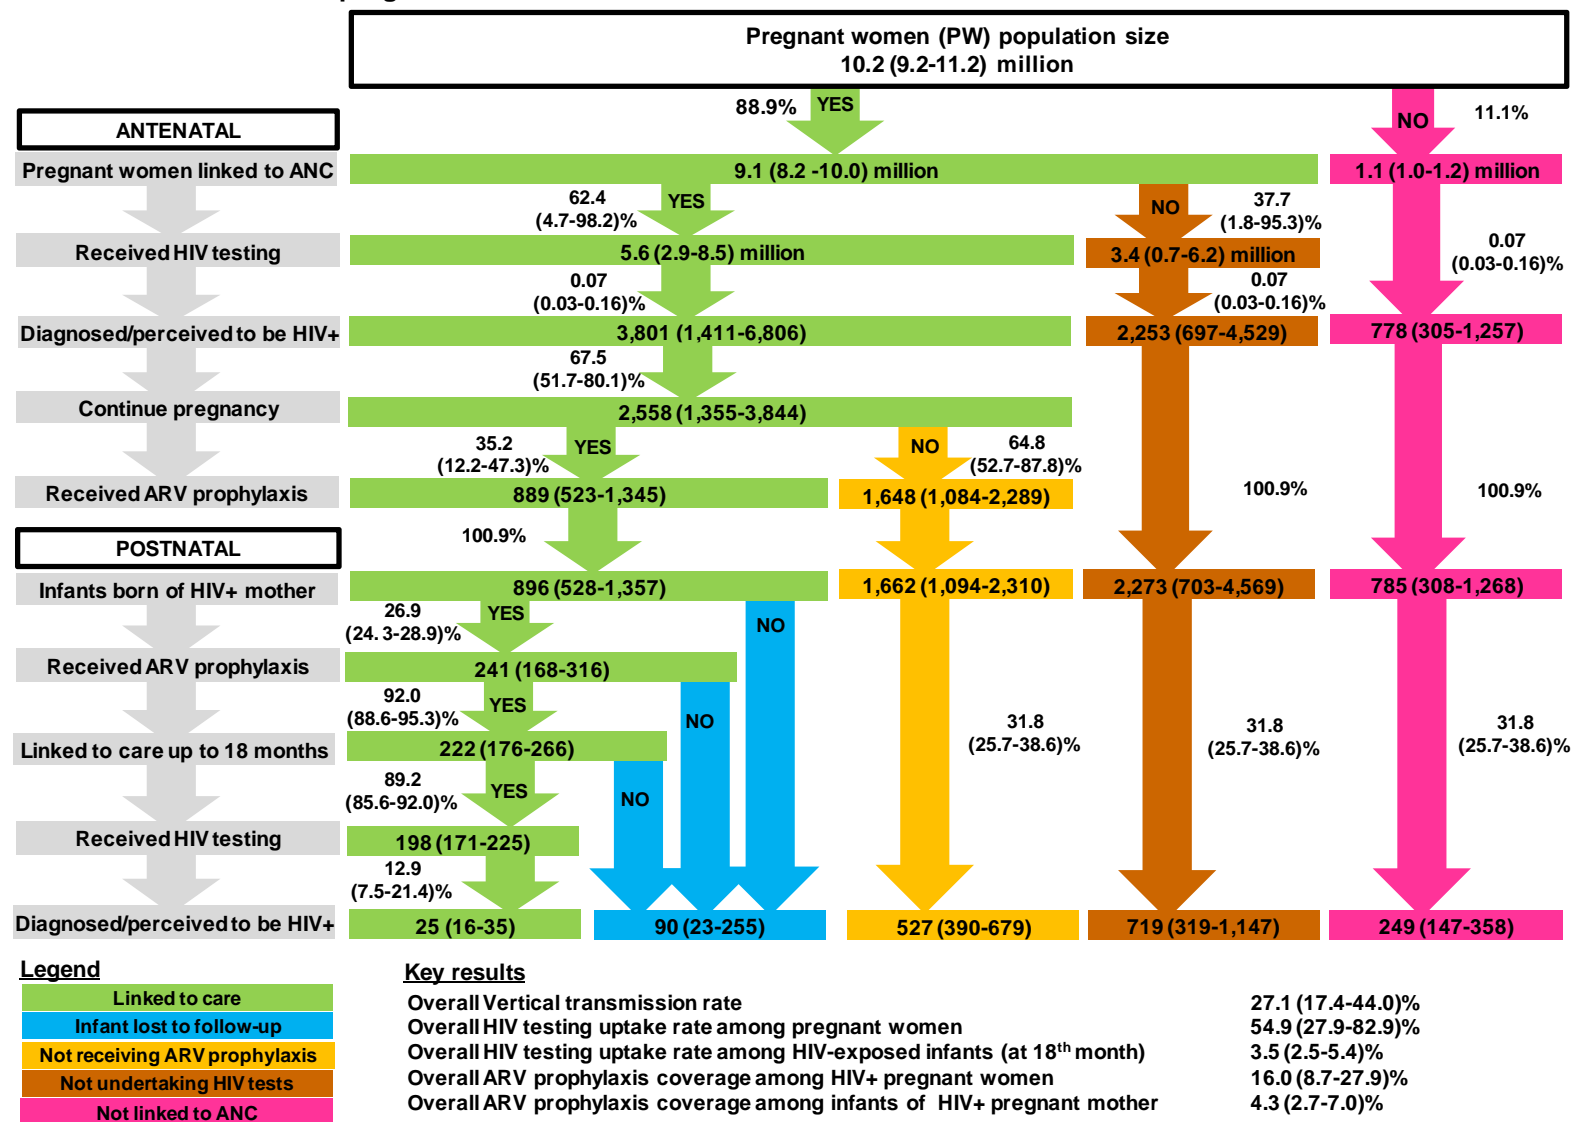 Pregnant women (PW) population size
10.2 (9.2-11.2) million
88.9%
YES
NO
11.1%
ANTENATAL
Pregnant women linked to ANC
9.1 (8.2 -10.0) million
1.1 (1.0-1.2) million
62.4
(4.7-98.2)%
YES
NO
37.7
(1.8-95.3)%
Received HIV testing
5.6 (2.9-8.5) million
3.4 (0.7-6.2) million
0.07
(0.03-0.16)%
0.07
(0.03-0.16)%
0.07
(0.03-0.16)%
Diagnosed/perceived to be HIV+
3,801 (1,411-6,806)
2,253 (697-4,529)
778 (305-1,257)
67.5
(51.7-80.1)%
Continue pregnancy
2,558 (1,355-3,844)
35.2
(12.2-47.3)%
YES
NO
64.8
(52.7-87.8)%
Received ARV prophylaxis
889 (523-1,345)
1,648 (1,084-2,289)
100.9%
100.9%
100.9%
POSTNATAL
Infants born of HIV+ mother
896 (528-1,357)
1,662 (1,094-2,310)
2,273 (703-4,569)
785 (308-1,268)
26.9
(24.3-28.9)%
YES
NO
Received ARV prophylaxis
241 (168-316)
92.0
(88.6-95.3)%
YES
NO
31.8
(25.7-38.6)%
31.8
(25.7-38.6)%
31.8
(25.7-38.6)%
Linked to care up to 18 months
222 (176-266)
89.2
(85.6-92.0)%
YES
NO
Received HIV testing
198 (171-225)
12.9
(7.5-21.4)%
Diagnosed/perceived to be HIV+
25 (16-35)
90 (23-255)
527 (390-679)
719 (319-1,147)
249 (147-358)
Legend
Linked to care
Infant lost to follow-up
Not receiving ARV prophylaxis
Not undertaking HIV tests
Not linked to ANC
Key results
Overall Vertical transmission rate 27.1 (17.4-44.0)%
Overall HIV testing uptake rate among pregnant women 54.9 (27.9-82.9)%
Overall HIV testing uptake rate among HIV-exposed infants (at 18th month) 3.5 (2.5-5.4)%
Overall ARV prophylaxis coverage among HIV+ pregnant women 16.0 (8.7-27.9)%
Overall ARV prophylaxis coverage among infants of HIV+ pregnant mother 4.3 (2.7-7.0)%